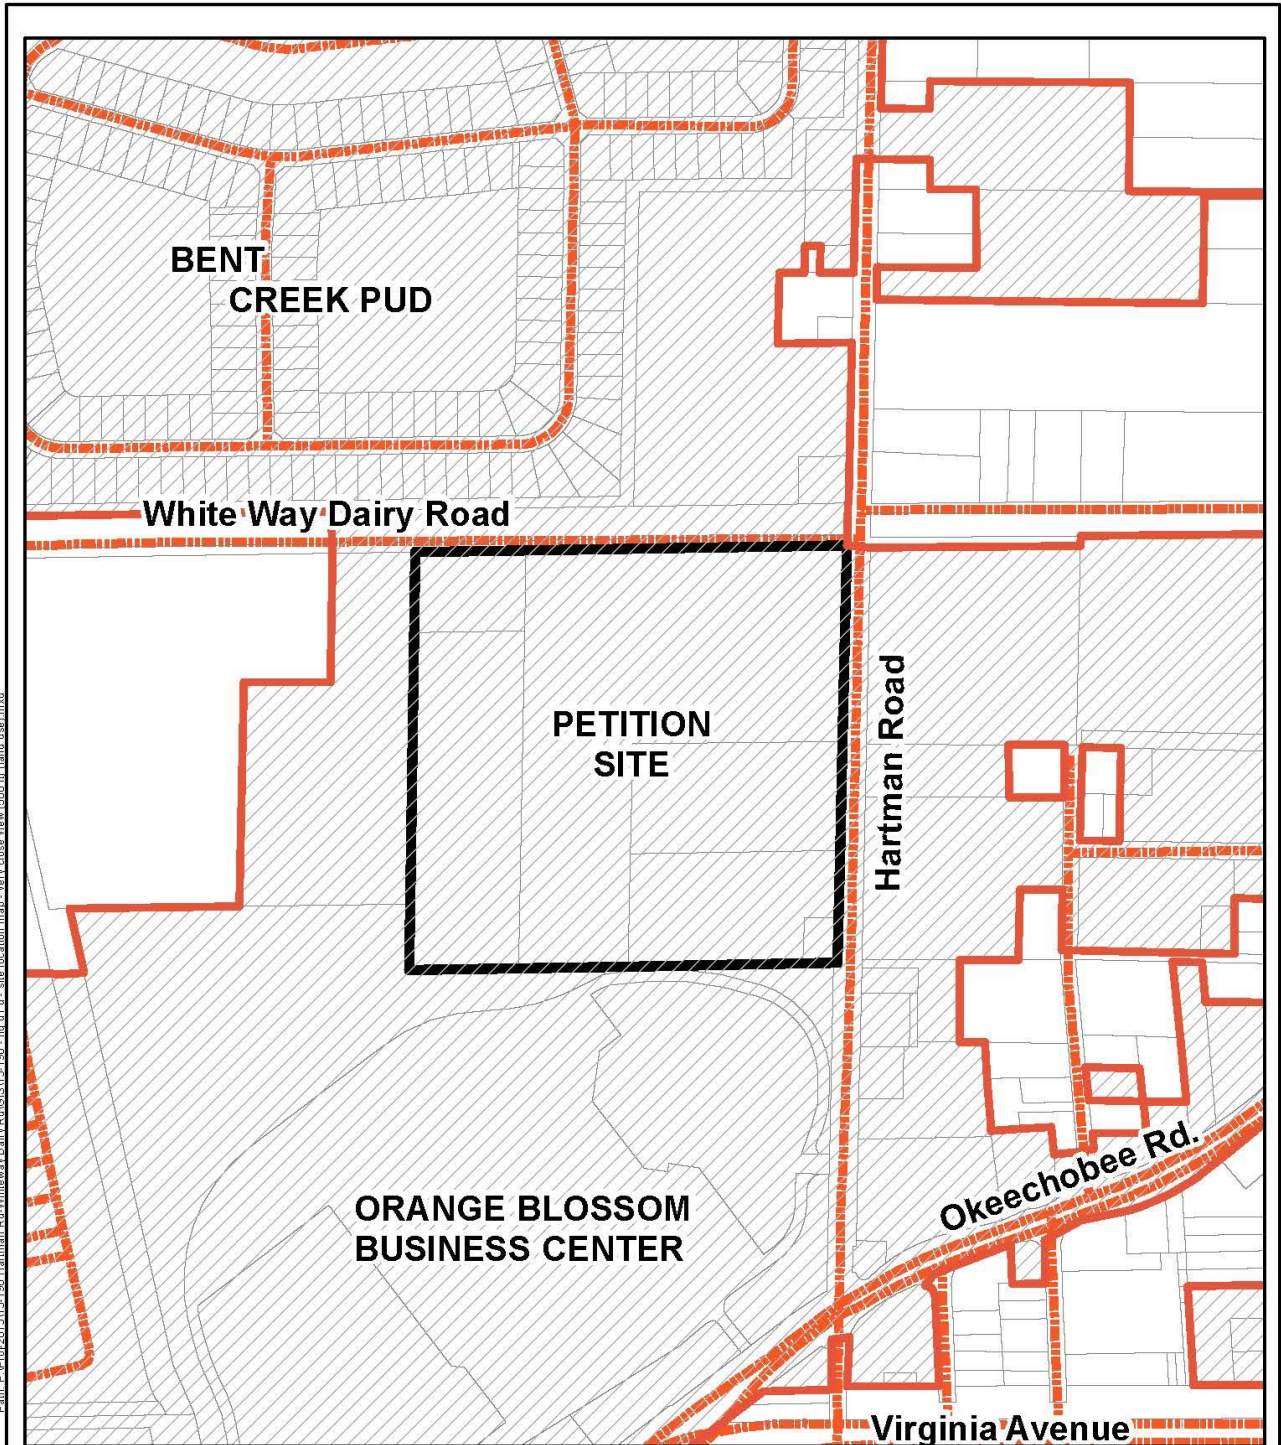 BENT
CREEK PUD
White Way Dairy Road
PETITION
SITE
Hartman Road
Okeechobee Rd.
ORANGE BLOSSOM
BUSINESS CENTER
Virginia Avenue